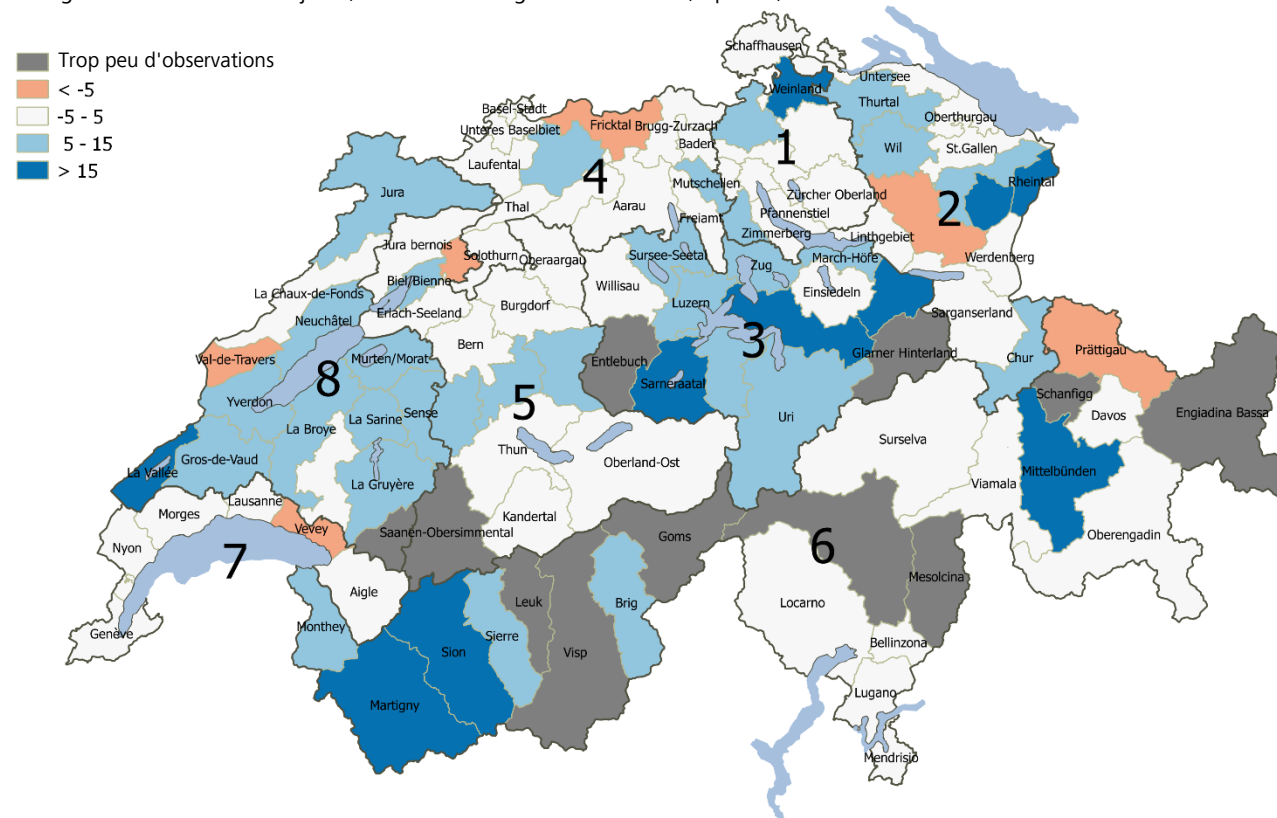 Trop peu d'observations
< -5
-5 - 5
5 - 15
> 15
Schaffhausen
Weinland
Untersee
Thurtal
Oberthurgau
Basel-Stadt
Unteres Baselbiet
Fricktal
Brugg-Zurzach
Baden
1
Wil
St.Gallen
Laufental
4
Mutschellen
Rheintal
Jura
Thal
Aarau
Zürcher Oberland
2
Freiamt
Pfannenstiel
Zimmerberg
Linthgebiet
Jura bernois
Solothurn
Oberaargau
Sursee-Seetal
Zug
March-Höfe
Werdenberg
Biel/Bienne
Willisau
Einsiedeln
La Chaux-de-Fonds
Erlach-Seeland
Burgdorf
Luzern
Sarganserland
Neuchâtel
Bern
3
Val-de-Travers
Murten/Morat
Entlebuch
Glarner Hinterland
Chur
Prättigau
8
Sarneraatal
Schanfigg
Yverdon
5
La Broye
La Sarine
Sense
Uri
Davos
Engiadina Bassa
Surselva
La Vallée
Gros-de-Vaud
Thun
Oberland-Ost
Mittelbünden
La Gruyère
Viamala
Lausanne
Morges
Vevey
Saanen-Obersimmental
Kandertal
Goms
Oberengadin
Nyon
7
6
Aigle
Leuk
Brig
Locarno
Mesolcina
Genève
Monthey
Sierre
Sion
Visp
Bellinzona
Martigny
Lugano
Mendrisio